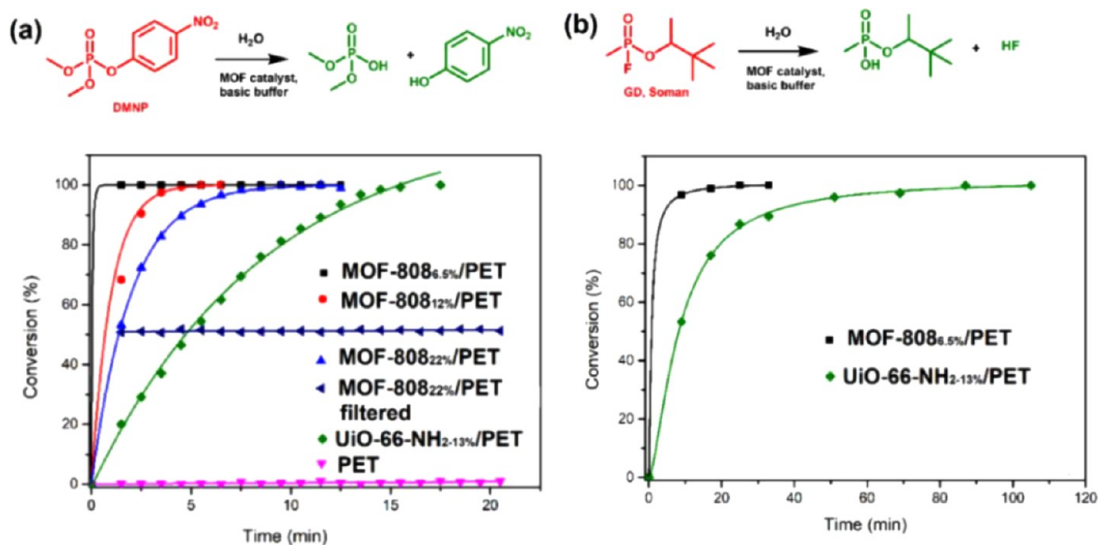 (a)
O
O
P
O
O
NO₂
DMNP
H₂O
MOF catalyst,
basic buffer
O
O
P
OH
O
+
HO
NO₂
(b)
O
P
O
F
GD, Soman
H₂O
MOF catalyst,
basic buffer
O
P
O
OH
+
HF
Conversion (%)
100
80
60
40
20
0
MOF-808₆.₅%/PET
MOF-808₁₂%/PET
MOF-808₂₂%/PET
MOF-808₂₂%/PET
filtered
UiO-66-NH₂-₁₃%/PET
PET
0
5
10
15
20
Time (min)
Conversion (%)
100
80
60
40
20
0
MOF-808₆.₅%/PET
UiO-66-NH₂-₁₃%/PET
0
20
40
60
80
100
120
Time (min)